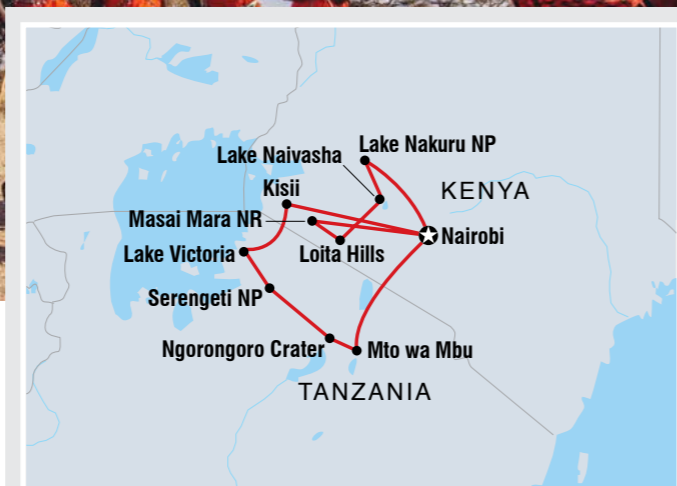 Lake Nakuru NP
Lake Naivasha
Kisii
KENYA
Masai Mara NR
Nairobi
Lake Victoria
Loita Hills
Serengeti NP
Ngorongoro Crater
Mto wa Mbu
TANZANIA